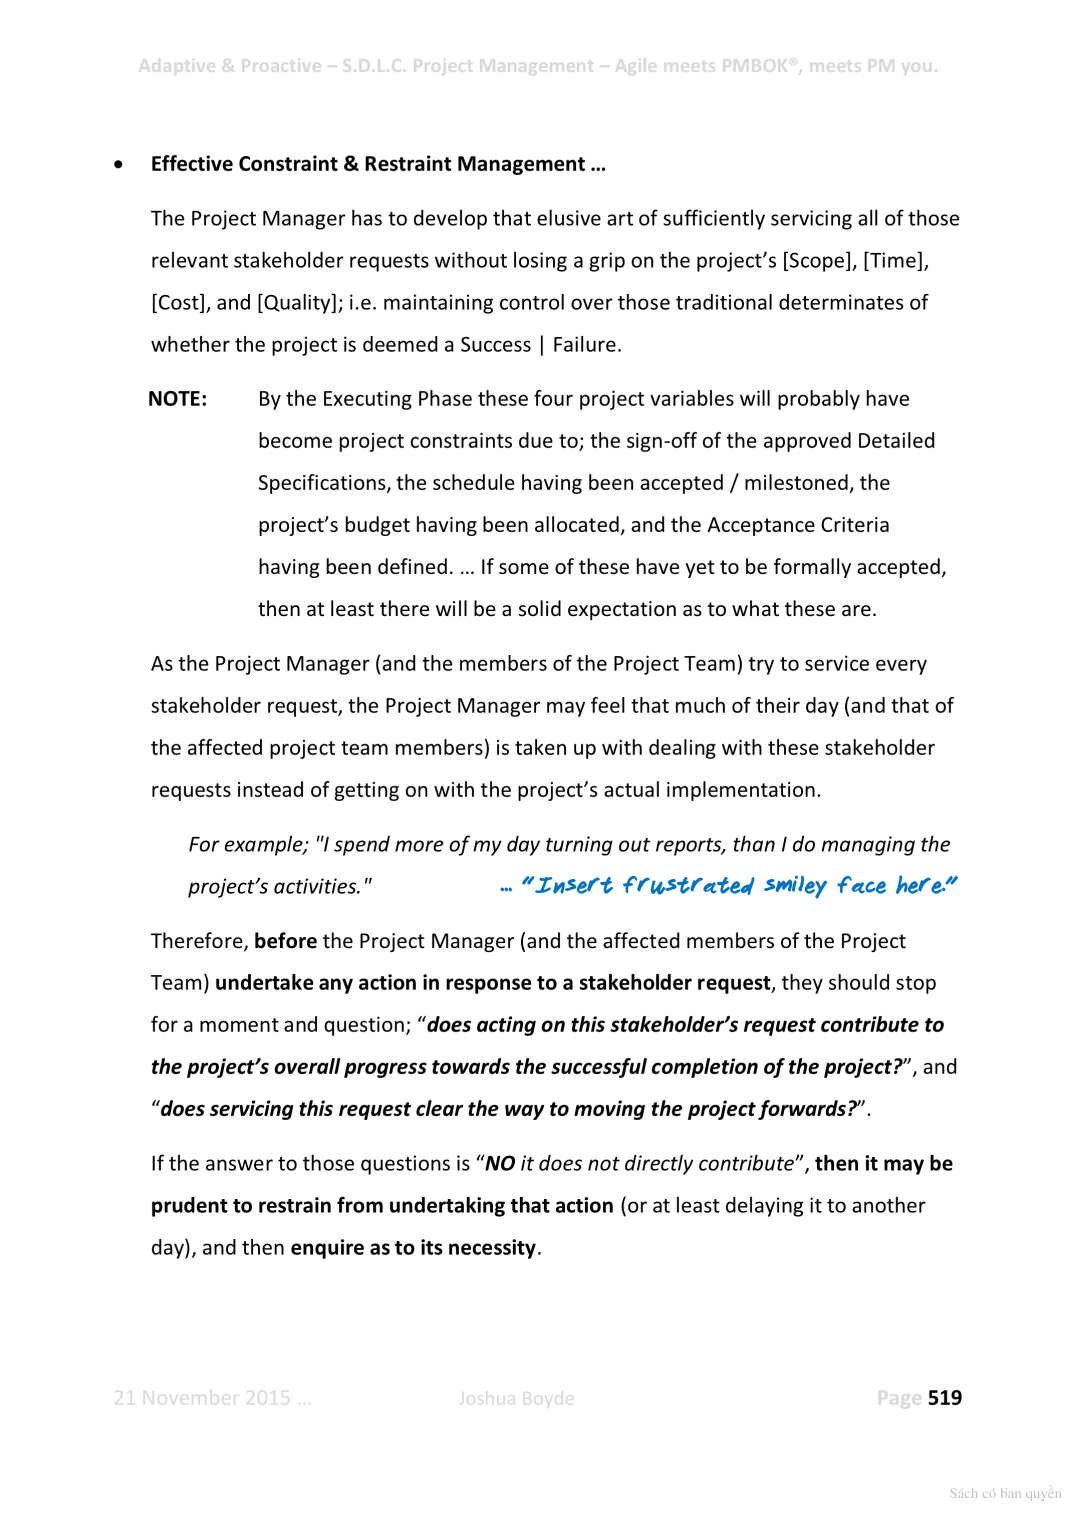 Adaptive & Proactive – S.D.L.C. Project Management – Agile meets PMBOK®, meets PM you.
• Effective Constraint & Restraint Management …
The Project Manager has to develop that elusive art of sufficiently servicing all of those
relevant stakeholder requests without losing a grip on the project’s [Scope], [Time],
[Cost], and [Quality]; i.e. maintaining control over those traditional determinates of
whether the project is deemed a Success | Failure.
NOTE: By the Executing Phase these four project variables will probably have
become project constraints due to; the sign-off of the approved Detailed
Specifications, the schedule having been accepted / milestoned, the
project’s budget having been allocated, and the Acceptance Criteria
having been defined. … If some of these have yet to be formally accepted,
then at least there will be a solid expectation as to what these are.
As the Project Manager (and the members of the Project Team) try to service every
stakeholder request, the Project Manager may feel that much of their day (and that of
the affected project team members) is taken up with dealing with these stakeholder
requests instead of getting on with the project’s actual implementation.
For example; "I spend more of my day turning out reports, than I do managing the
project’s activities." … “Insert frustrated smiley face here.”
Therefore, before the Project Manager (and the affected members of the Project
Team) undertake any action in response to a stakeholder request, they should stop
for a moment and question; “does acting on this stakeholder’s request contribute to
the project’s overall progress towards the successful completion of the project?”, and
“does servicing this request clear the way to moving the project forwards?”.
If the answer to those questions is “NO it does not directly contribute”, then it may be
prudent to restrain from undertaking that action (or at least delaying it to another
day), and then enquire as to its necessity.
21 November 2015 … Joshua Boyde Page 519
Sách có bản quyền